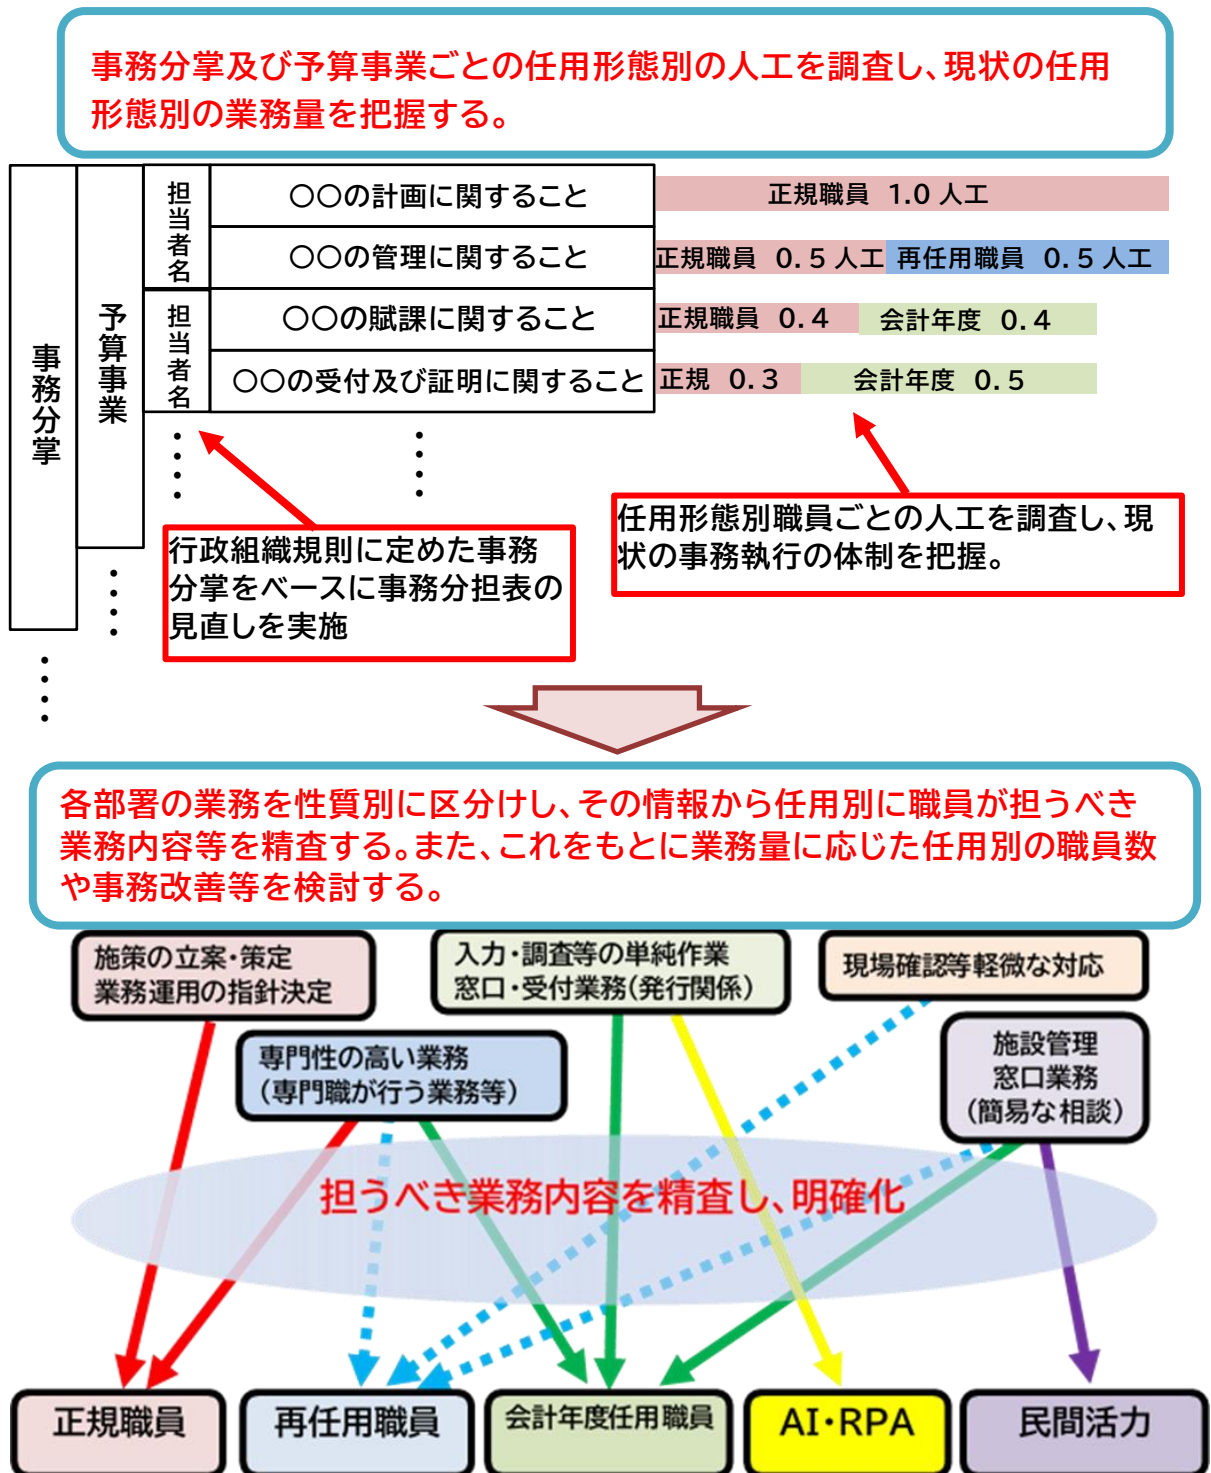 事務分掌及び予算事業ごとの任用形態別の人工を調査し、現状の任用
形態別の業務量を把握する。
事務分掌
予算事業
担当者名
〇〇の計画に関すること
正規職員 1.0 人工
〇〇の管理に関すること
正規職員 0.5 人工
再任用職員 0.5 人工
担当者名
〇〇の賦課に関すること
正規職員 0.4
会計年度 0.4
〇〇の受付及び証明に関すること
正規 0.3
会計年度 0.5
行政組織規則に定めた事務
分掌をベースに事務分担表の
見直しを実施
任用形態別職員ごとの人工を調査し、現
状の事務執行の体制を把握。
各部署の業務を性質別に区分けし、その情報から任用別に職員が担うべき
業務内容等を精査する。また、これをもとに業務量に応じた任用別の職員数
や事務改善等を検討する。
施策の立案・策定
業務運用の指針決定
入力・調査等の単純作業
窓口・受付業務(発行関係)
現場確認等軽微な対応
専門性の高い業務
(専門職が行う業務等)
施設管理
窓口業務
(簡易な相談)
担うべき業務内容を精査し、明確化
正規職員
再任用職員
会計年度任用職員
AI・RPA
民間活力